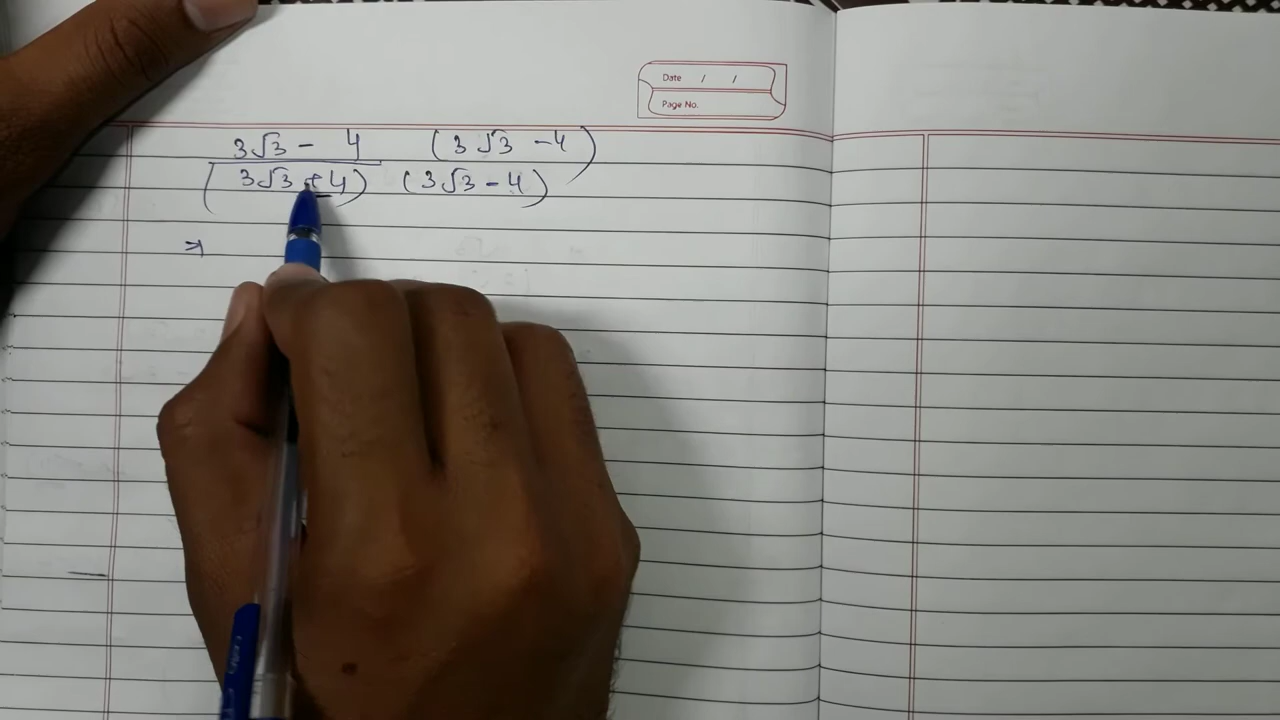 Date / /
Page No.
3√3 - 4 (3√3 - 4)
(3√3 + 4) (3√3 - 4)
⇒